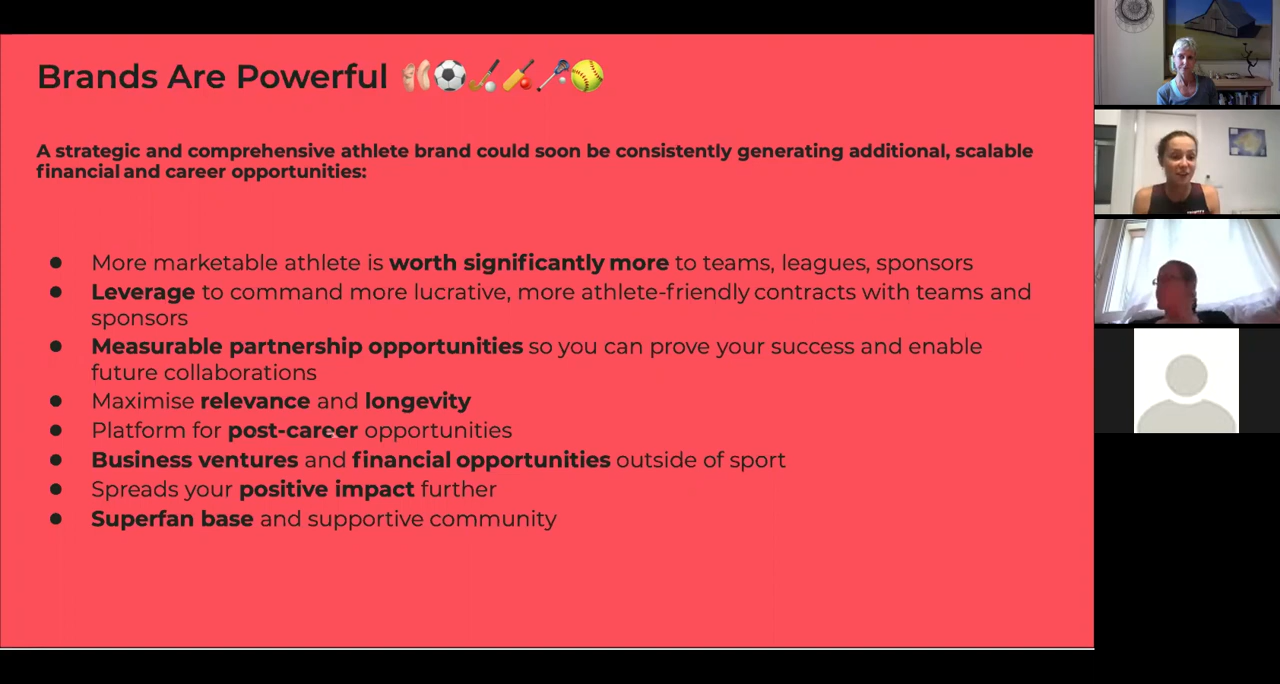 Brands Are Powerful
A strategic and comprehensive athlete brand could soon be consistently generating additional, scalable
financial and career opportunities:
● More marketable athlete is worth significantly more to teams, leagues, sponsors
● Leverage to command more lucrative, more athlete-friendly contracts with teams and
sponsors
● Measurable partnership opportunities so you can prove your success and enable
future collaborations
● Maximise relevance and longevity
● Platform for post-career opportunities
● Business ventures and financial opportunities outside of sport
● Spreads your positive impact further
● Superfan base and supportive community